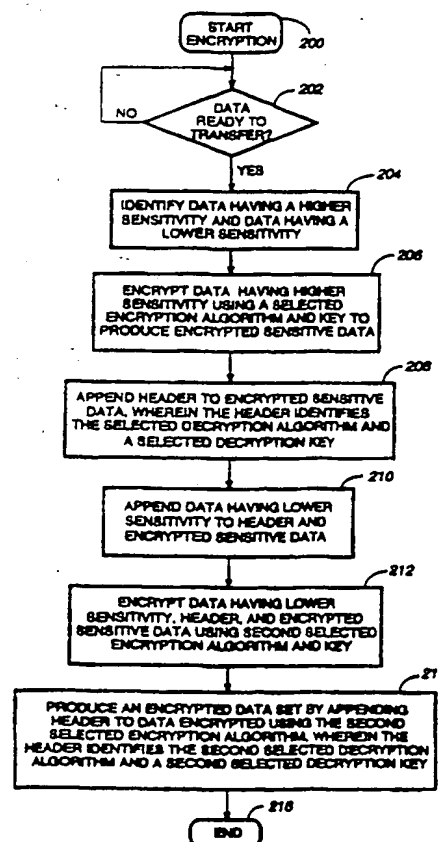 START
ENCRYPTION
200
202
DATA
READY TO
TRANSFER?
NO
YES
204
IDENTIFY DATA HAVING A HIGHER
SENSITIVITY AND DATA HAVING A
LOWER SENSITIVITY
206
ENCRYPT DATA HAVING HIGHER
SENSITIVITY USING A SELECTED
ENCRYPTION ALGORITHM AND KEY TO
PRODUCE ENCRYPTED SENSITIVE DATA
208
APPEND HEADER TO ENCRYPTED SENSITIVE
DATA, WHEREIN THE HEADER IDENTIFIES
THE SELECTED DECRYPTION ALGORITHM AND
A SELECTED DECRYPTION KEY
210
APPEND DATA HAVING LOWER
SENSITIVITY TO HEADER AND
ENCRYPTED SENSITIVE DATA
212
ENCRYPT DATA HAVING LOWER
SENSITIVITY, HEADER, AND ENCRYPTED
SENSITIVE DATA USING SECOND SELECTED
ENCRYPTION ALGORITHM AND KEY
21
PRODUCE AN ENCRYPTED DATA SET BY APPENDING
HEADER TO DATA ENCRYPTED USING THE SECOND
SELECTED ENCRYPTION ALGORITHM, WHEREIN THE
HEADER IDENTIFIES THE SECOND SELECTED DECRYPTION
ALGORITHM AND A SECOND SELECTED DECRYPTION KEY
216
END